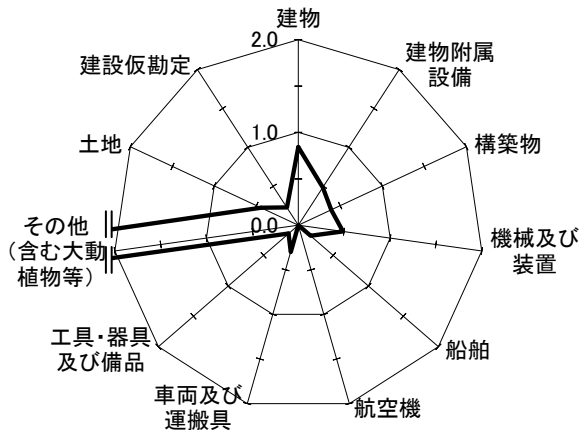 建物
2.0
建物附属
設備
建設仮勘定
1.0
構築物
土地
0.0
その他
（含む大動
植物等）
機械及び
装置
工具・器具
及び備品
船舶
車両及び
運搬具
航空機